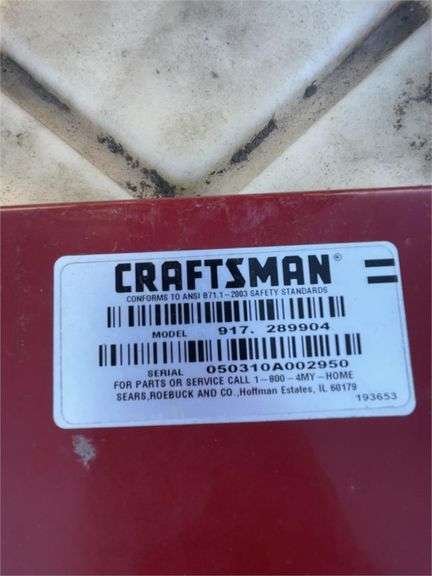 CRAFTSMAN®
CONFORMS TO ANSI B71.1-2003 SAFETY STANDARDS
MODEL 917. 289904
SERIAL 050310A002950
FOR PARTS OR SERVICE CALL 1-800-4MY-HOME
SEARS,ROEBUCK AND CO.,Hoffman Estates, IL 60179
193653